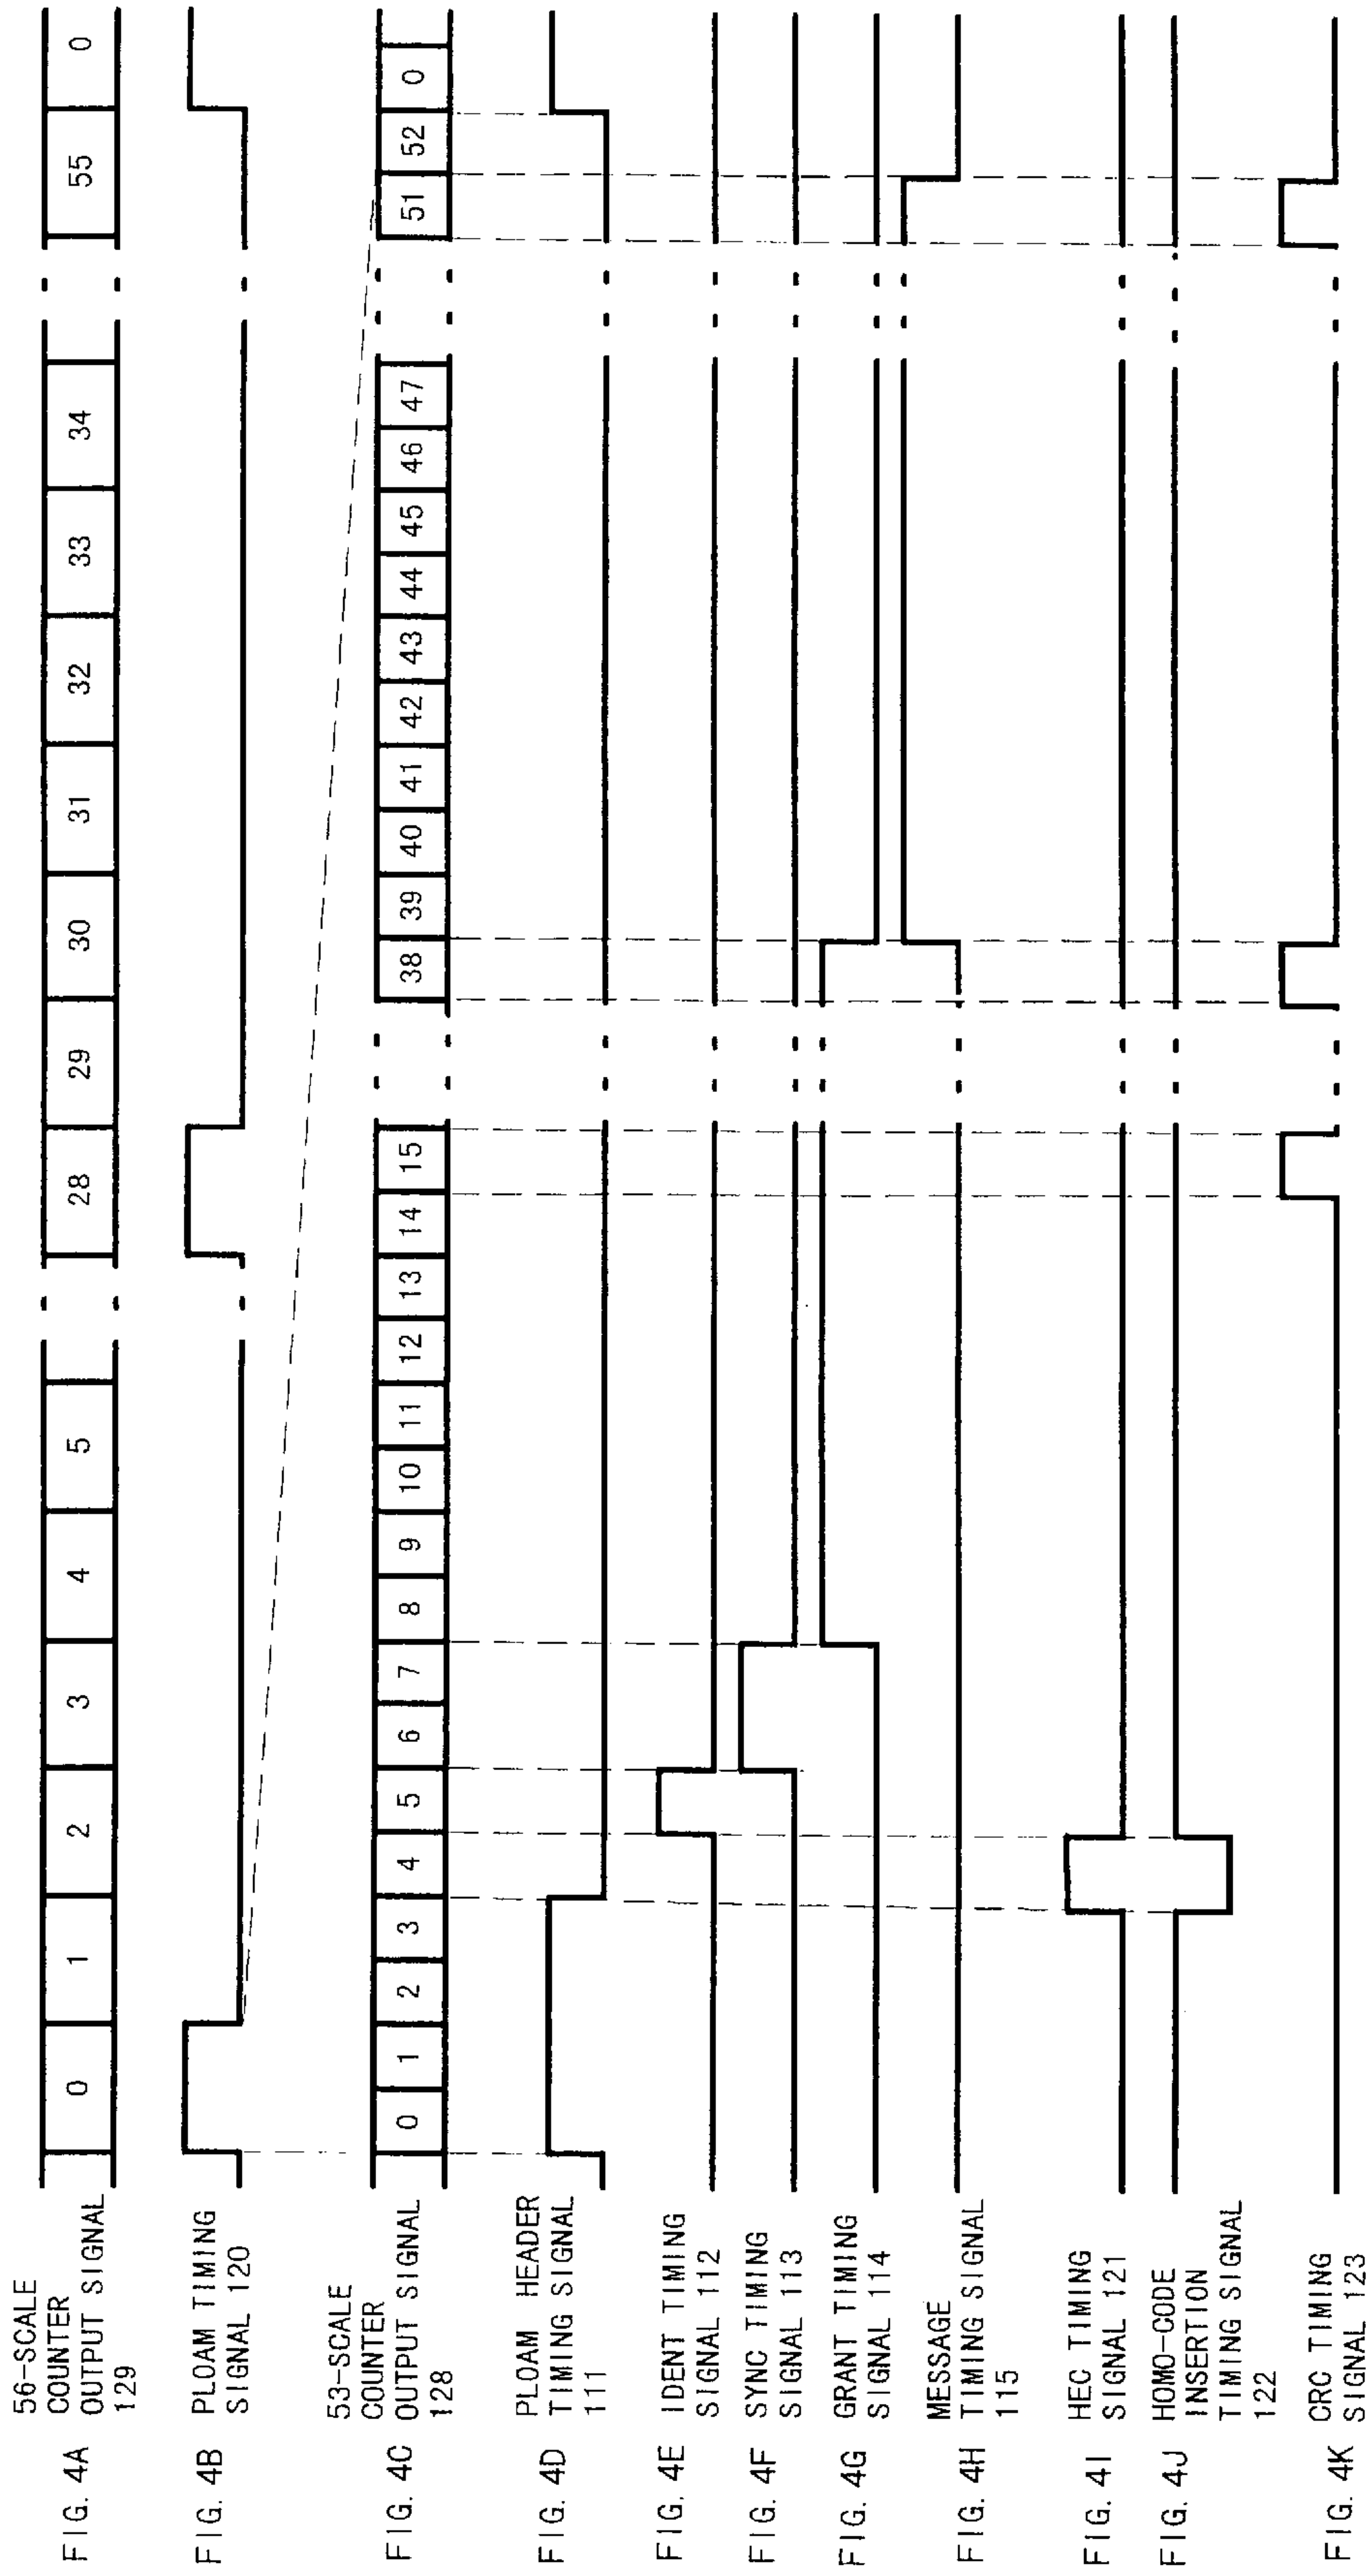 FIG. 4A
56-SCALE
COUNTER
OUTPUT SIGNAL
129
0 1 2 3 4 5 28 29 30 31 32 33 34 55 0
FIG. 4B
PLOAM TIMING
SIGNAL 120
FIG. 4C
53-SCALE
COUNTER
OUTPUT SIGNAL
128
0 1 2 3 4 5 6 7 8 9 10 11 12 13 14 15 38 39 40 41 42 43 44 45 46 47 51 52 0
FIG. 4D
PLOAM HEADER
TIMING SIGNAL
111
FIG. 4E
IDENT TIMING
SIGNAL 112
FIG. 4F
SYNC TIMING
SIGNAL 113
FIG. 4G
GRANT TIMING
SIGNAL 114
FIG. 4H
MESSAGE
TIMING SIGNAL
115
FIG. 4I
HEC TIMING
SIGNAL 121
FIG. 4J
HOMO-CODE
INSERTION
TIMING SIGNAL
122
FIG. 4K
CRC TIMING
SIGNAL 123